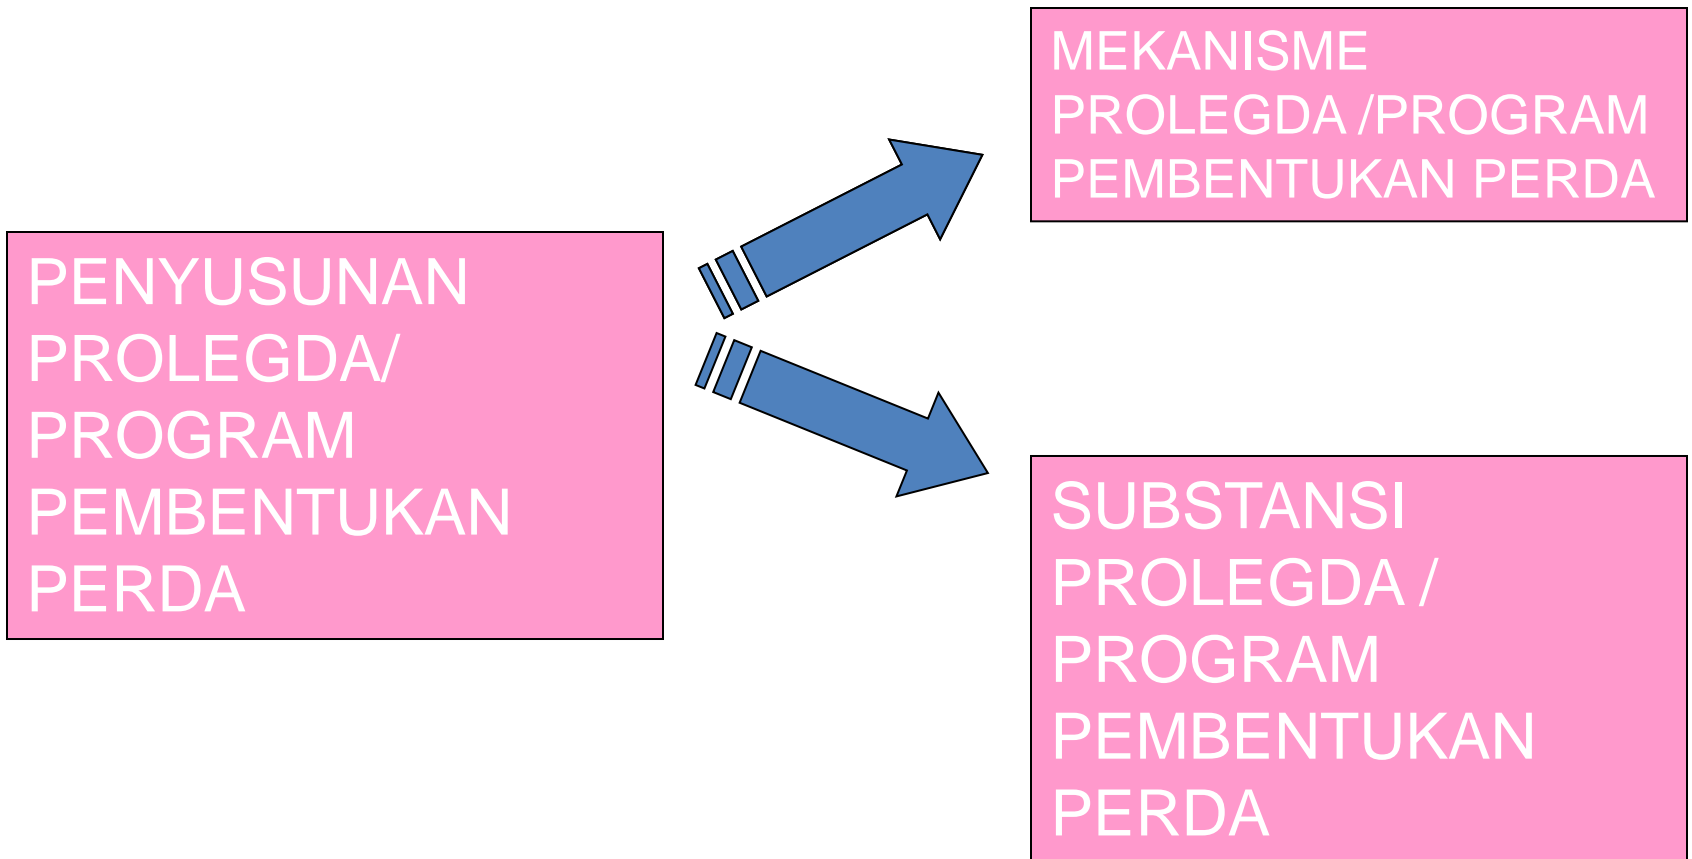 PENYUSUNAN
PROLEGDA/
PROGRAM
PEMBENTUKAN
PERDA
MEKANISME
PROLEGDA /PROGRAM
PEMBENTUKAN PERDA
SUBSTANSI
PROLEGDA /
PROGRAM
PEMBENTUKAN
PERDA